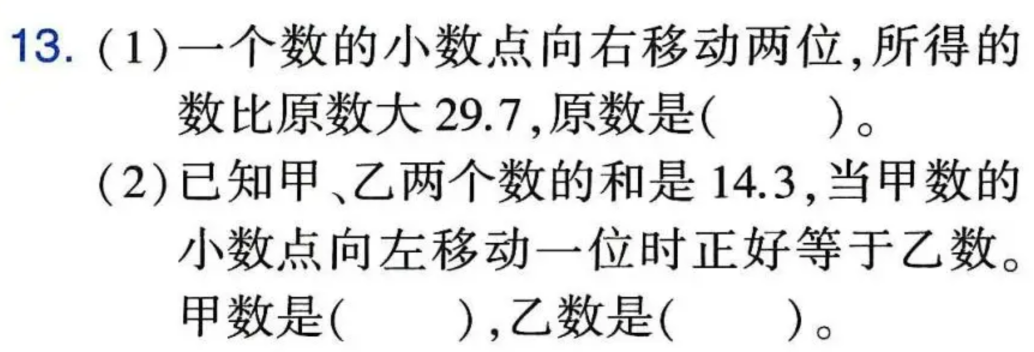 13. (1)一个数的小数点向右移动两位,所得的
数比原数大 29.7,原数是(    )。
(2)已知甲、乙两个数的和是 14.3,当甲数的
小数点向左移动一位时正好等于乙数。
甲数是(    ),乙数是(    )。